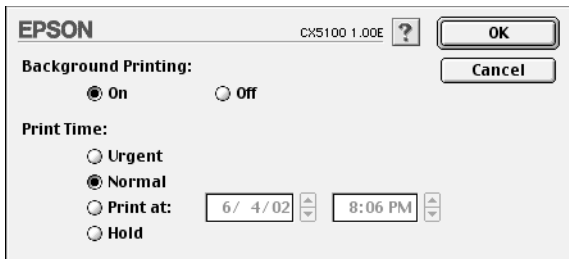 EPSON CX5100 1.00E ? OK
Background Printing: Cancel
On Off
Print Time:
Urgent
Normal
Print at: 6/ 4/02 8:06 PM
Hold